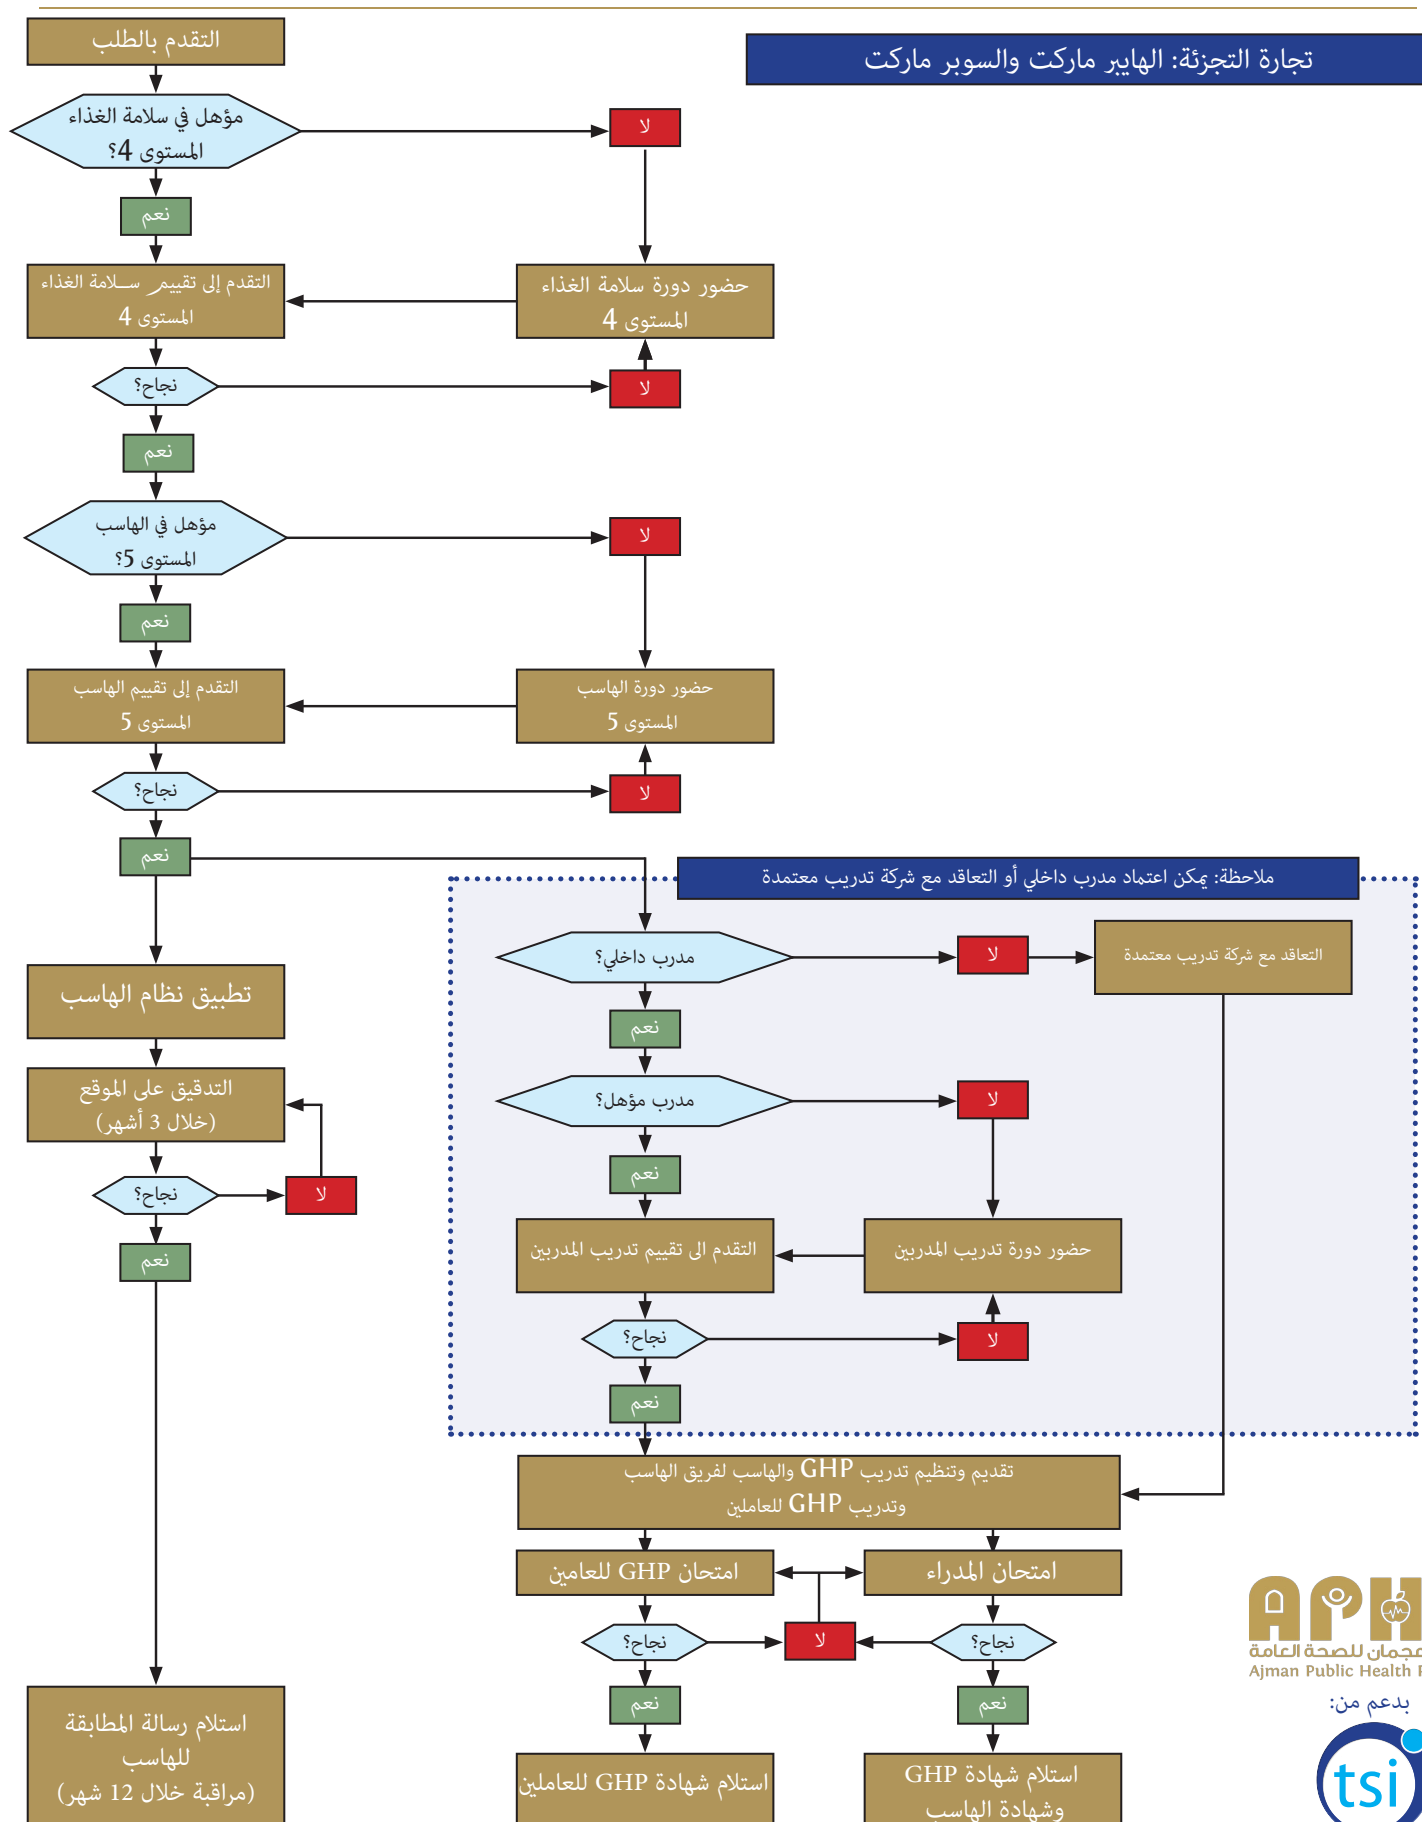 تجارة التجزئة: الهايبر ماركت والسوبر ماركت
التقدم بالطلب
مؤهل في سلامة الغذاء
المستوى 4؟
لا
نعم
التقدم إلى تقييم سلامة الغذاء
المستوى 4
حضور دورة سلامة الغذاء
المستوى 4
نجاح؟
لا
نعم
مؤهل في الهاسب
المستوى 5؟
لا
نعم
التقدم إلى تقييم الهاسب
المستوى 5
حضور دورة الهاسب
المستوى 5
نجاح؟
لا
نعم
ملاحظة: يمكن اعتماد مدرب داخلي أو التعاقد مع شركة تدريب معتمدة
مدرب داخلي؟
لا
التعاقد مع شركة تدريب معتمدة
نعم
مدرب مؤهل؟
لا
نعم
حضور دورة تدريب المدربين
التقدم الى تقييم تدريب المدربين
نجاح؟
لا
نعم
تطبيق نظام الهاسب
التدقيق على الموقع
(خلال 3 أشهر)
نجاح؟
لا
نعم
تقديم وتنظيم تدريب GHP والهاسب لفريق الهاسب
وتدريب GHP للعاملين
امتحان المدراء
امتحان GHP للعامين
نجاح؟
لا
نجاح؟
نعم
نعم
استلام شهادة GHP
وشهادة الهاسب
استلام شهادة GHP للعاملين
استلام رسالة المطابقة
للهاسب
(مراقبة خلال 12 شهر)
APH
عجمان للصحة العامة
Ajman Public Health
بدعم من:
tsi